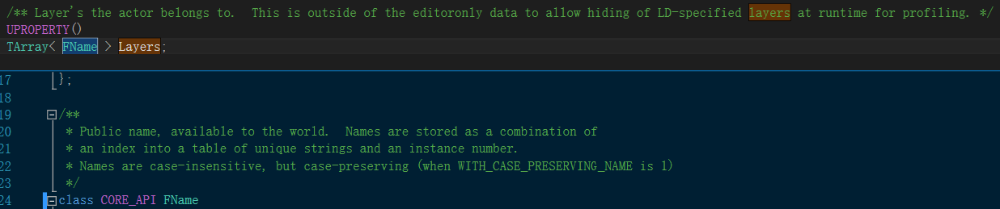 /** Layer's the actor belongs to.  This is outside of the editoronly data to allow hiding of LD-specified layers at runtime for profiling. */
UPROPERTY()
TArray< FName > Layers;
17 };
18
19 /**
20 * Public name, available to the world.  Names are stored as a combination of
21 * an index into a table of unique strings and an instance number.
22 * Names are case-insensitive, but case-preserving (when WITH_CASE_PRESERVING_NAME is 1)
23 */
24 class CORE_API FName